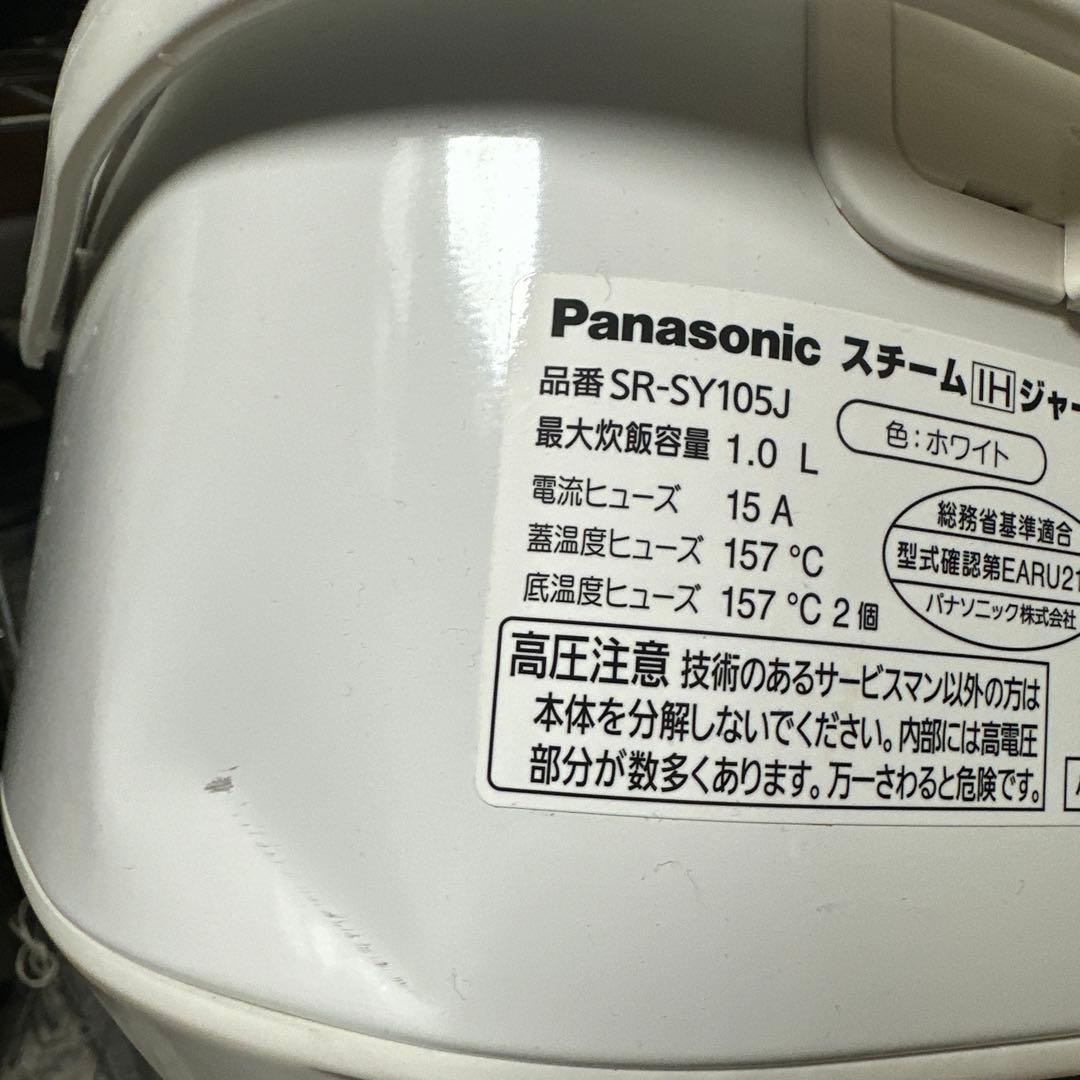 Panasonic スチームIHジャー
品番 SR-SY105J
色:ホワイト
最大炊飯容量 1.0 L
電流ヒューズ 15 A
蓋温度ヒューズ 157 ℃
底温度ヒューズ 157 ℃ 2個
総務省基準適合
型式確認第EARU21
パナソニック株式会社
高圧注意 技術のあるサービスマン以外の方は
本体を分解しないでください。内部には高電圧
部分が数多くあります。万一さわると危険です。